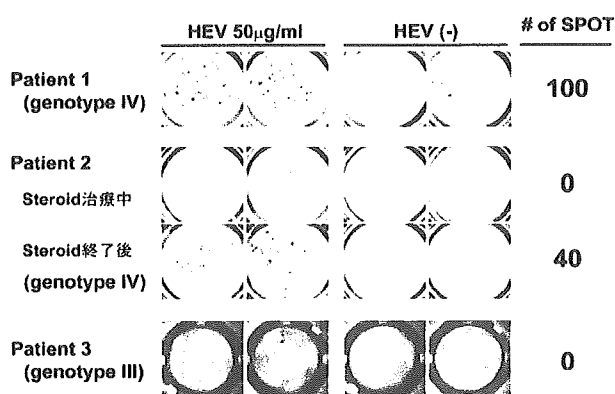 HEV 50µg/ml HEV (-) # of SPOT
Patient 1
(genotype IV) 100
Patient 2
Steroid治療中 0
Steroid終了後 40
(genotype IV)
Patient 3
(genotype III) 0